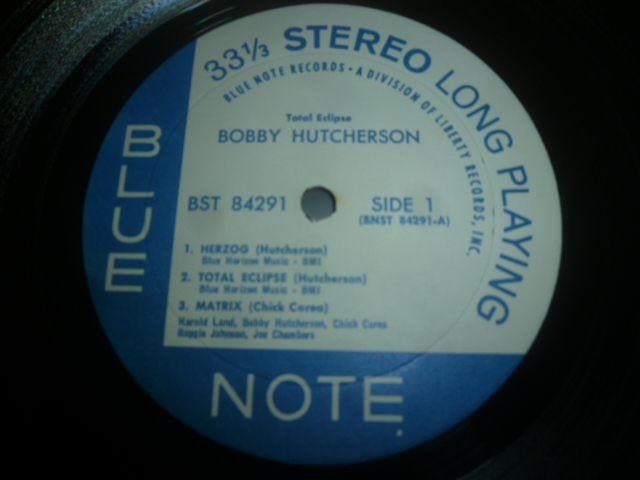 33 1/3 STEREO LONG PLAYING
BLUE NOTE RECORDS • A DIVISION OF LIBERTY RECORDS, INC.
Total Eclipse
BOBBY HUTCHERSON
BST 84291
SIDE 1
(BNST 84291-A)
1. HERZOG (Hutcherson)
Blue Horizon Music - BMI
2. TOTAL ECLIPSE (Hutcherson)
Blue Horizon Music - BMI
3. MATRIX (Chick Corea)
Harold Land, Bobby Hutcherson, Chick Corea
Reggie Johnson, Joe Chambers
BLUE
NOTE